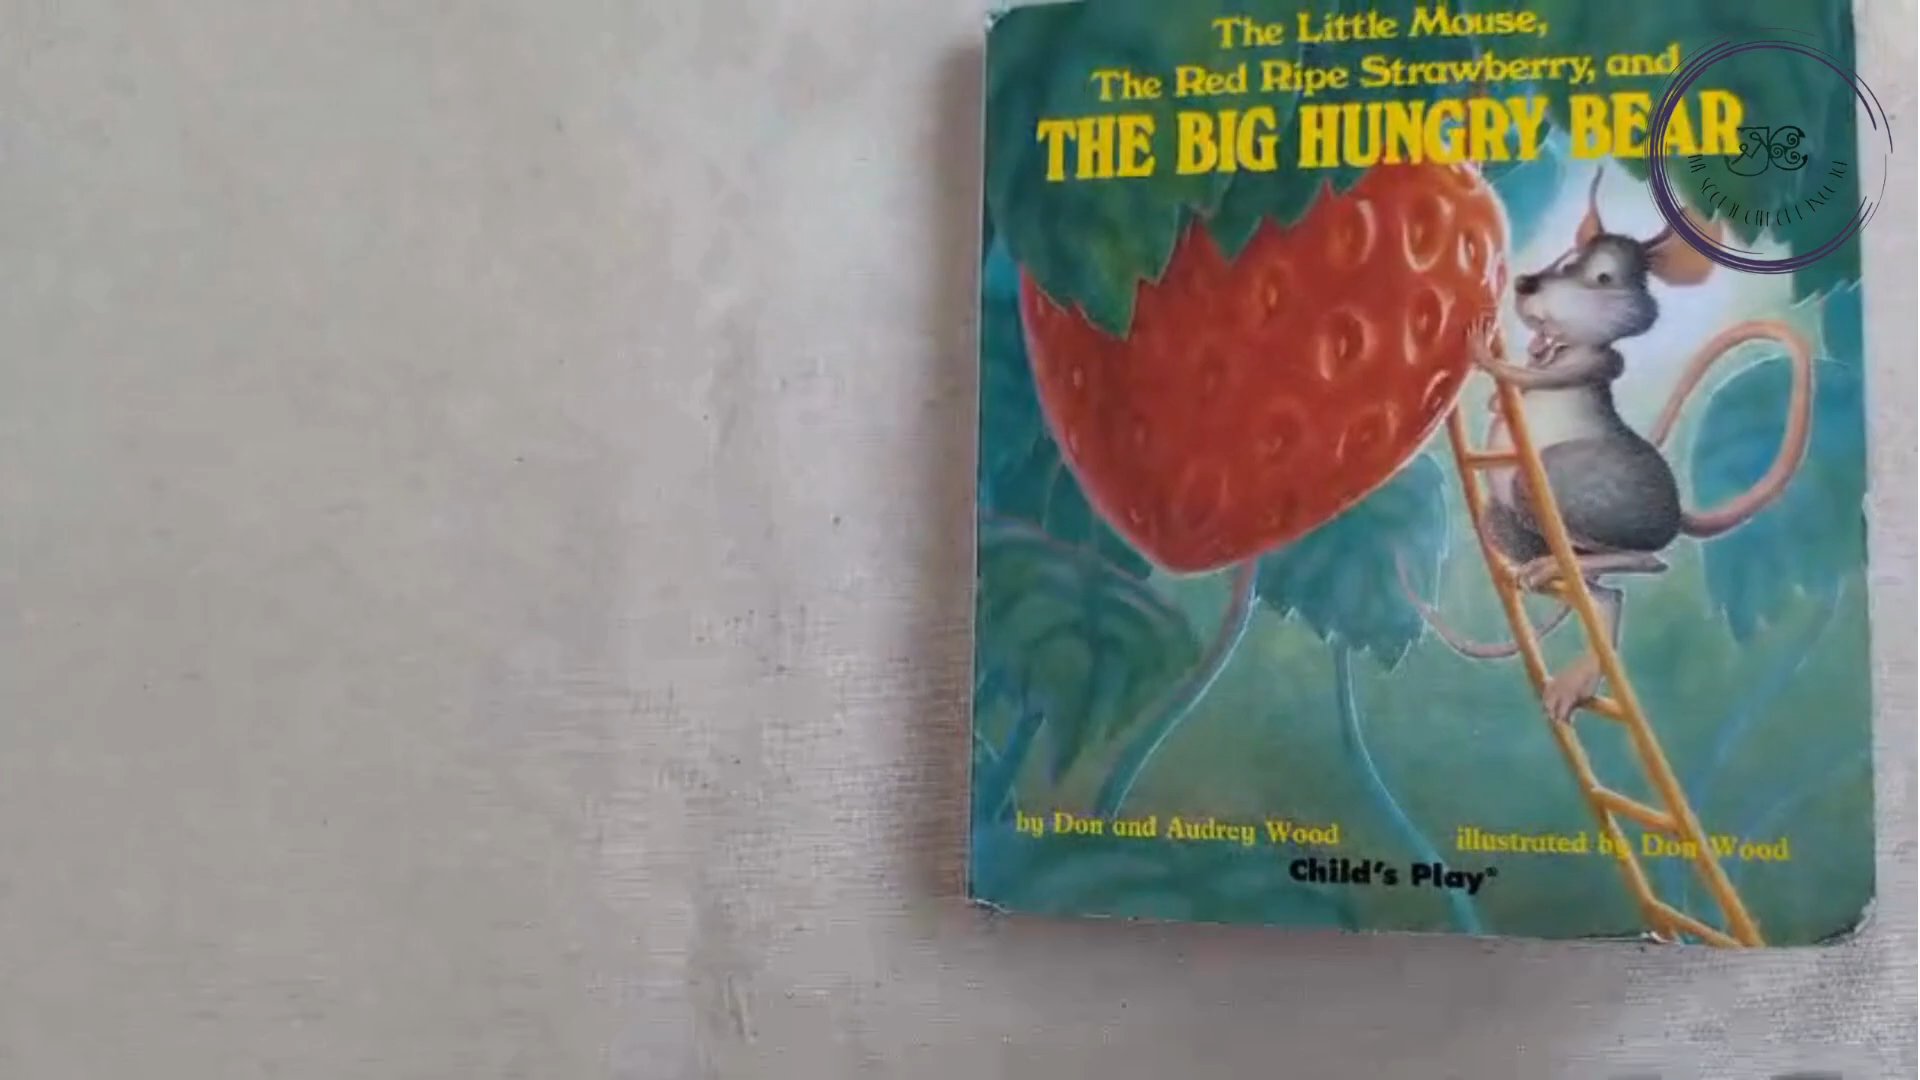 The Little Mouse,
The Red Ripe Strawberry, and
THE BIG HUNGRY BEAR
by Don and Audrey Wood
illustrated by Don Wood
Child's Play®